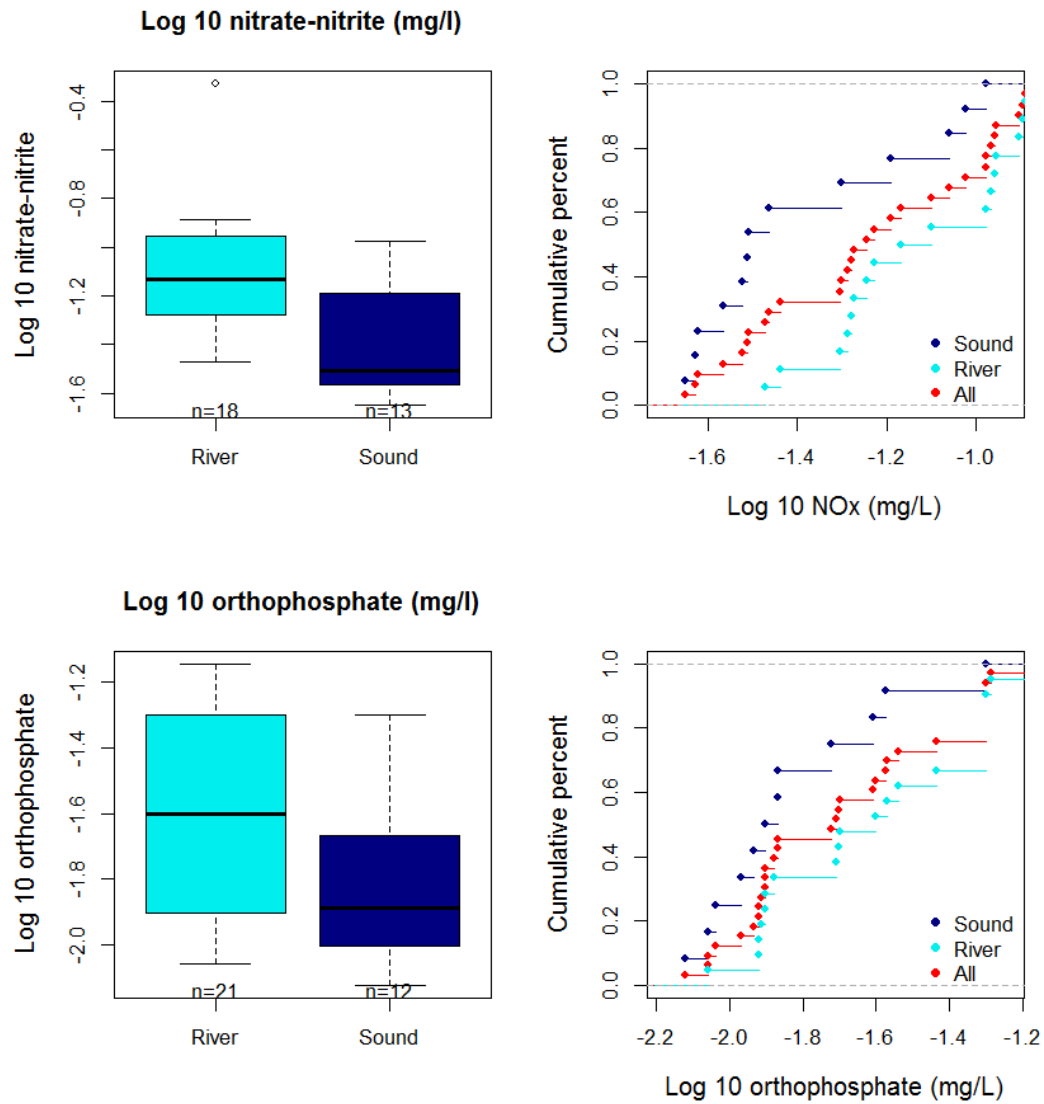 Log 10 nitrate-nitrite (mg/l)
Log 10 nitrate-nitrite
-0.4
-0.8
-1.2
-1.6
n=18
n=13
River
Sound
Cumulative percent
1.0
0.8
0.6
0.4
0.2
0.0
Sound
River
All
-1.6
-1.4
-1.2
-1.0
Log 10 NOx (mg/L)
Log 10 orthophosphate (mg/l)
Log 10 orthophosphate
-1.2
-1.4
-1.6
-1.8
-2.0
n=21
n=12
River
Sound
Cumulative percent
1.0
0.8
0.6
0.4
0.2
0.0
Sound
River
All
-2.2
-2.0
-1.8
-1.6
-1.4
-1.2
Log 10 orthophosphate (mg/L)